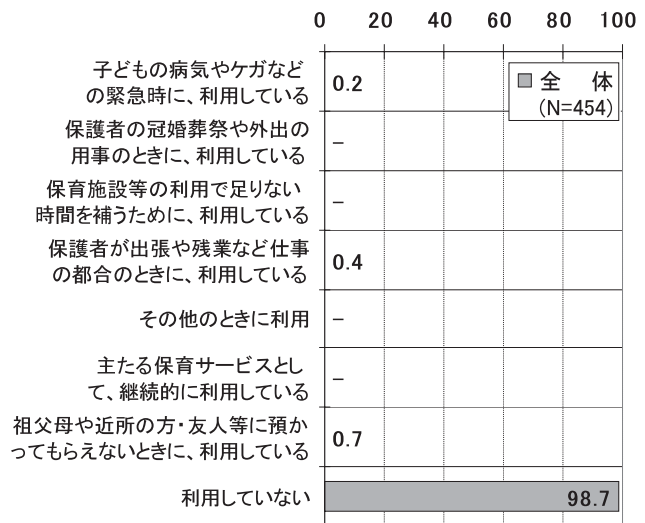 0 20 40 60 80 100
子どもの病気やケガなど
の緊急時に、利用している
0.2
全 体
(N=454)
保護者の冠婚葬祭や外出の
用事のときに、利用している
–
保育施設等の利用で足りない
時間を補うために、利用している
–
保護者が出張や残業など仕事
の都合のときに、利用している
0.4
その他のときに利用
–
主たる保育サービスとし
て、継続的に利用している
–
祖父母や近所の方・友人等に預か
ってもらえないときに、利用している
0.7
利用していない
98.7